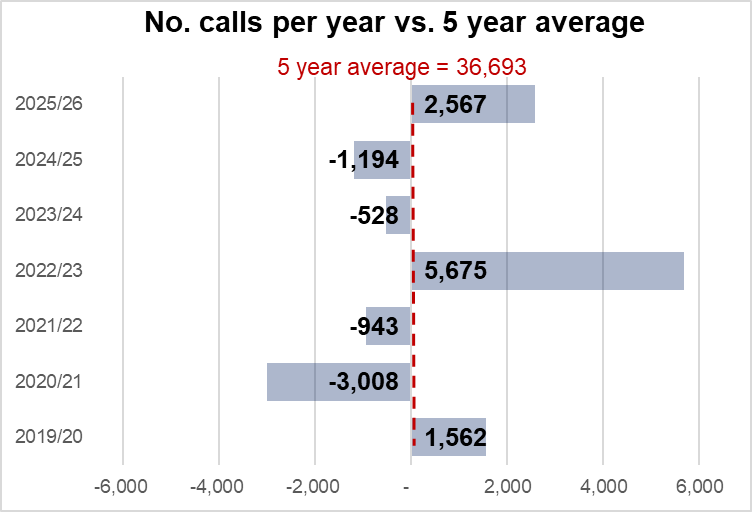 No. calls per year vs. 5 year average
5 year average = 36,693
2025/26 2,567
2024/25 -1,194
2023/24 -528
2022/23 5,675
2021/22 -943
2020/21 -3,008
2019/20 1,562
-6,000 -4,000 -2,000 - 2,000 4,000 6,000